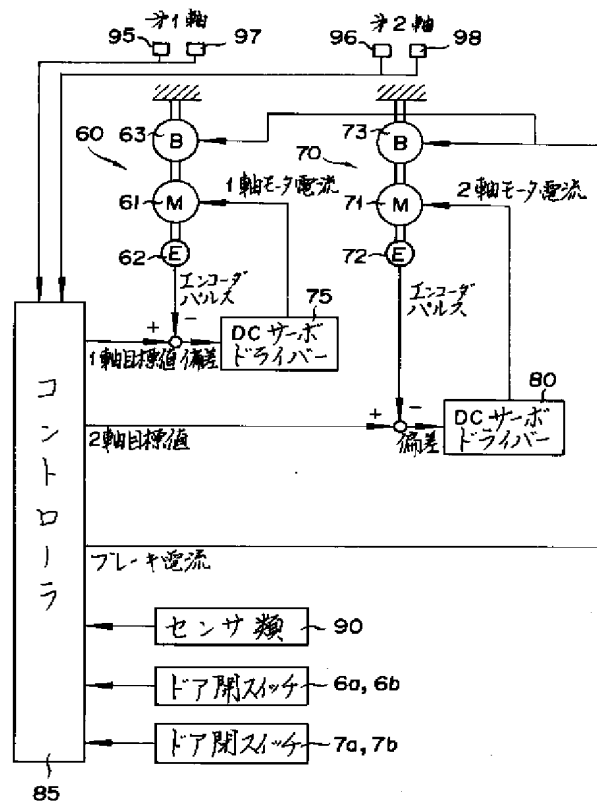 第1軸
第2軸
95
97
96
98
60
63
B
70
73
B
61
M
1軸モータ電流
71
M
2軸モータ電流
62
E
72
E
エンコーダ
パルス
エンコーダ
パルス
75
+
−
DCサーボ
ドライバー
1軸目標値
偏差
80
+
−
DCサーボ
ドライバー
2軸目標値
偏差
コントローラ
ブレーキ電流
センサ類
90
ドア開スイッチ
6a, 6b
ドア閉スイッチ
7a, 7b
85